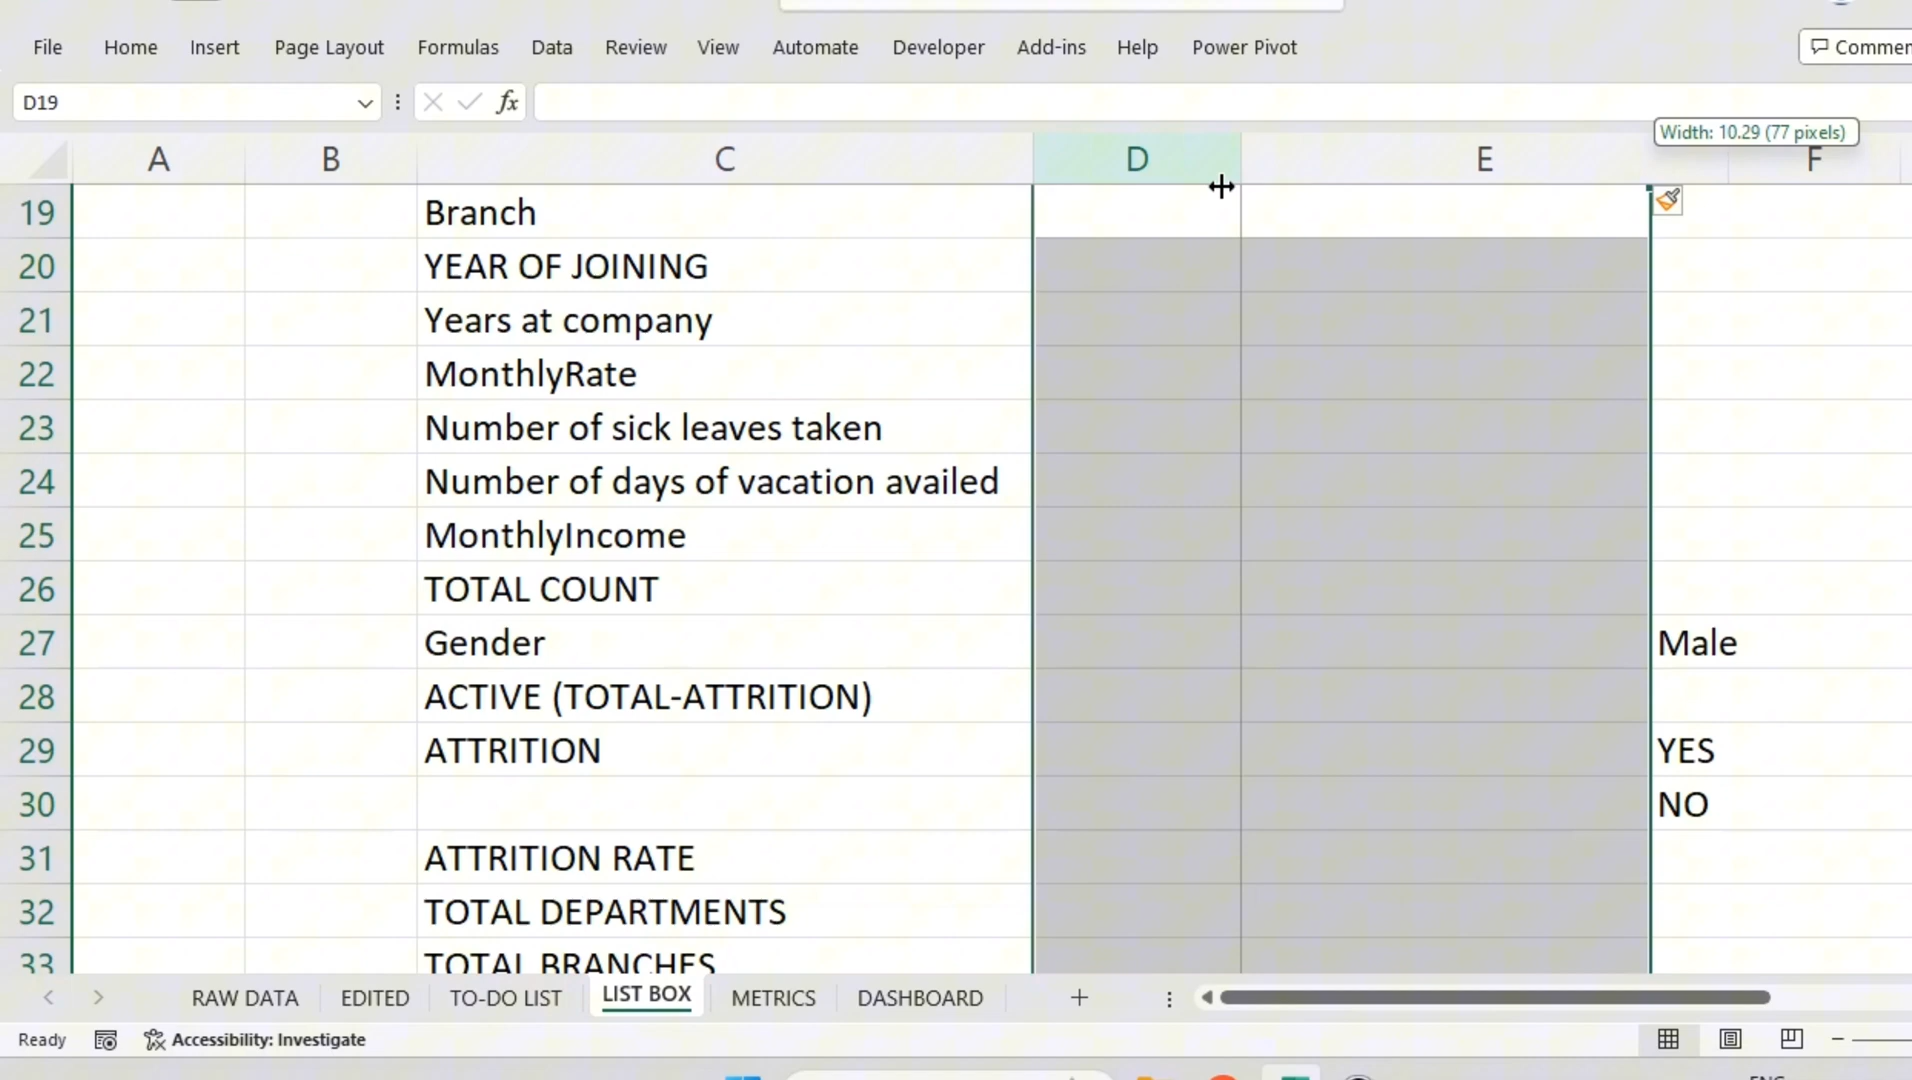 File Home Insert Page Layout Formulas Data Review View Automate Developer Add-ins Help Power Pivot Commen
D19 fx
Width: 10.29 (77 pixels)
A B C D E F
19 Branch
20 YEAR OF JOINING
21 Years at company
22 MonthlyRate
23 Number of sick leaves taken
24 Number of days of vacation availed
25 MonthlyIncome
26 TOTAL COUNT
27 Gender Male
28 ACTIVE (TOTAL-ATTRITION)
29 ATTRITION YES
30 NO
31 ATTRITION RATE
32 TOTAL DEPARTMENTS
33 TOTAL BRANCHES
RAW DATA EDITED TO-DO LIST LIST BOX METRICS DASHBOARD
Ready Accessibility: Investigate